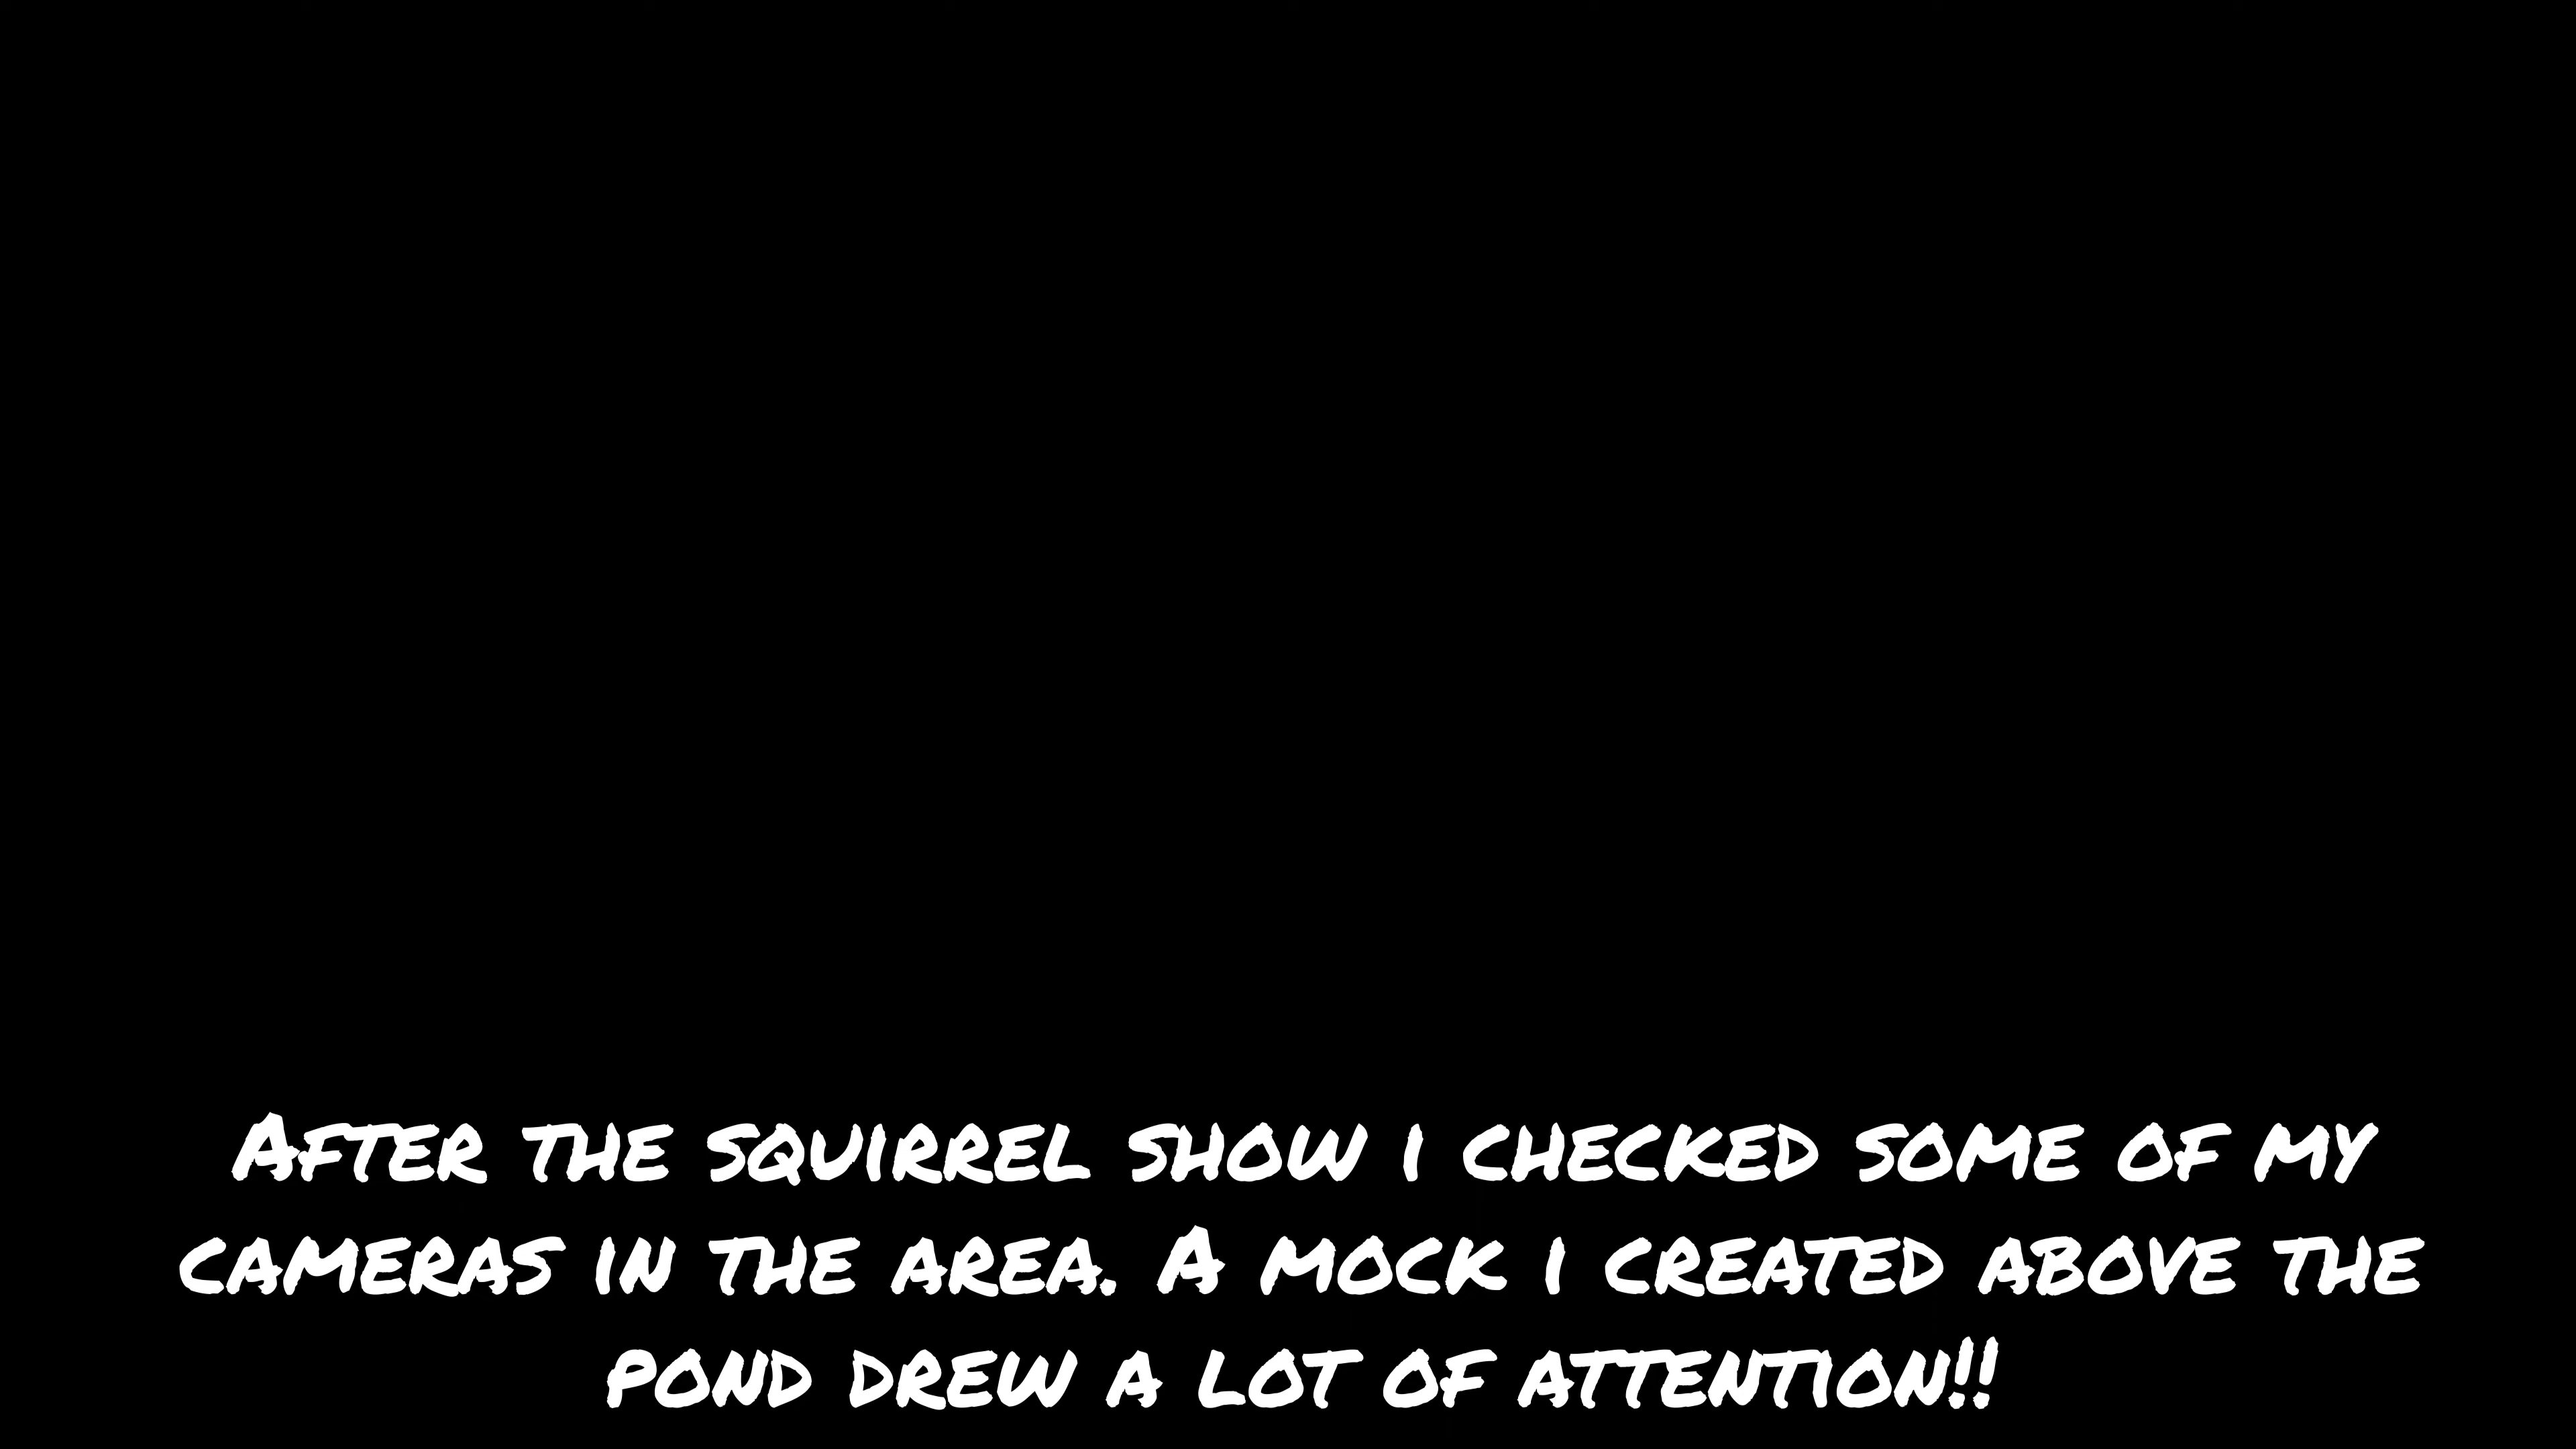 After the squirrel show i checked some of my
cameras in the area. A mock i created above the
pond drew a lot of attention!!